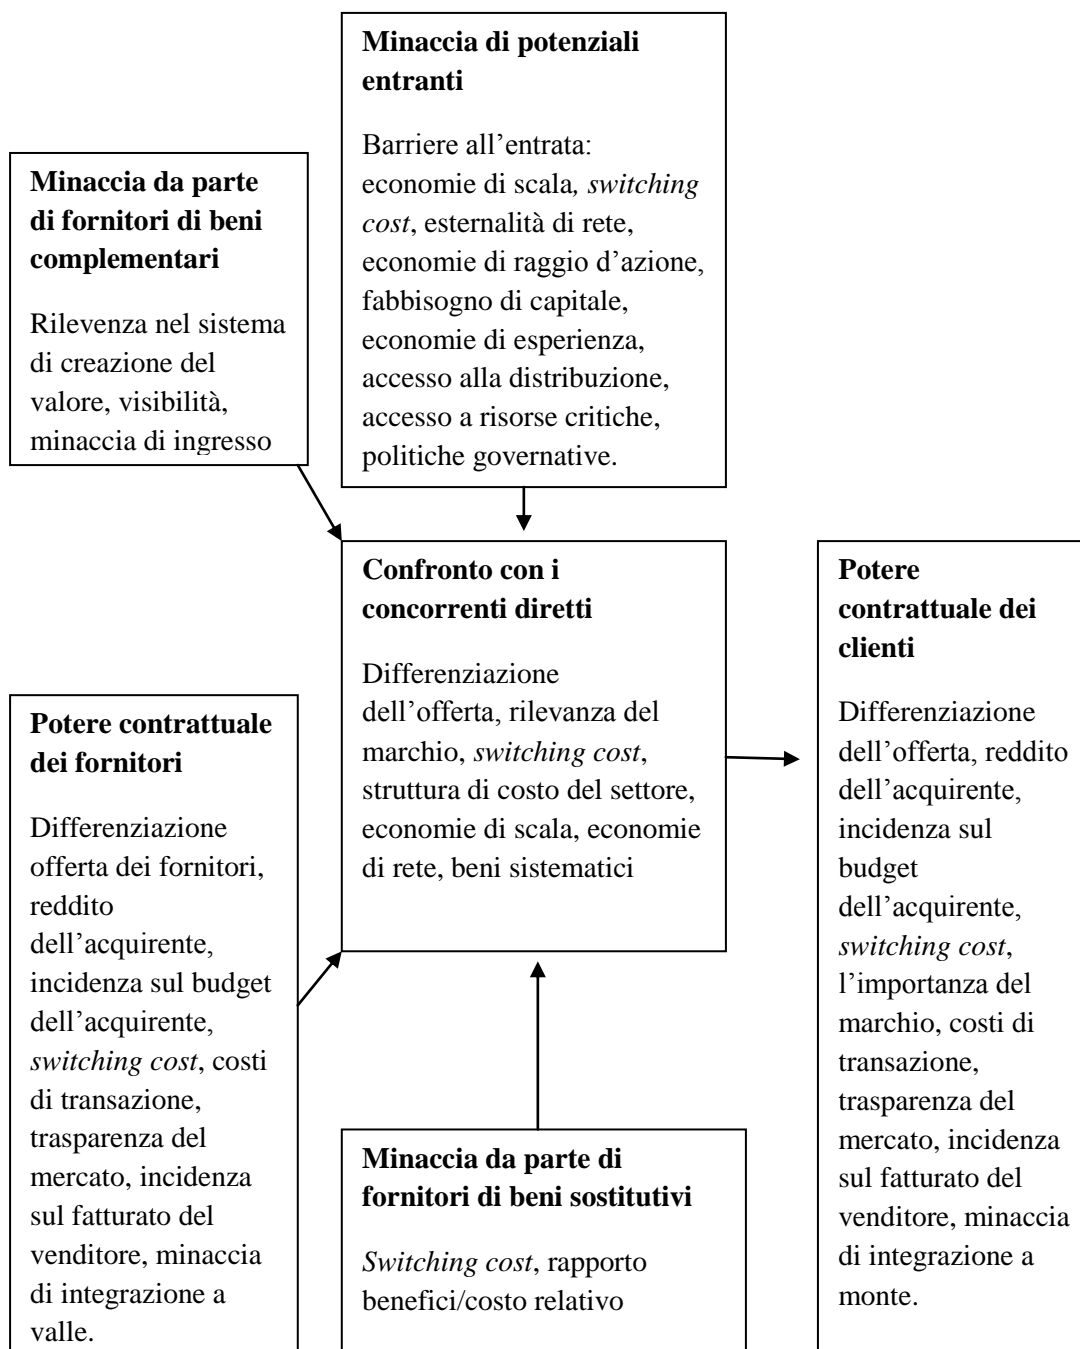 Minaccia di potenziali
entranti
Barriere all’entrata:
economie di scala, switching
cost, esternalità di rete,
economie di raggio d’azione,
fabbisogno di capitale,
economie di esperienza,
accesso alla distribuzione,
accesso a risorse critiche,
politiche governative.
Minaccia da parte
di fornitori di beni
complementari
Rilevenza nel sistema
di creazione del
valore, visibilità,
minaccia di ingresso
Confronto con i
concorrenti diretti
Differenziazione
dell’offerta, rilevanza del
marchio, switching cost,
struttura di costo del settore,
economie di scala, economie
di rete, beni sistematici
Potere
contrattuale dei
clienti
Differenziazione
dell’offerta, reddito
dell’acquirente,
incidenza sul
budget
dell’acquirente,
switching cost,
l’importanza del
marchio, costi di
transazione,
trasparenza del
mercato, incidenza
sul fatturato del
venditore, minaccia
di integrazione a
monte.
Potere contrattuale
dei fornitori
Differenziazione
offerta dei fornitori,
reddito
dell’acquirente,
incidenza sul budget
dell’acquirente,
switching cost, costi
di transazione,
trasparenza del
mercato, incidenza
sul fatturato del
venditore, minaccia
di integrazione a
valle.
Minaccia da parte di
fornitori di beni sostitutivi
Switching cost, rapporto
benefici/costo relativo